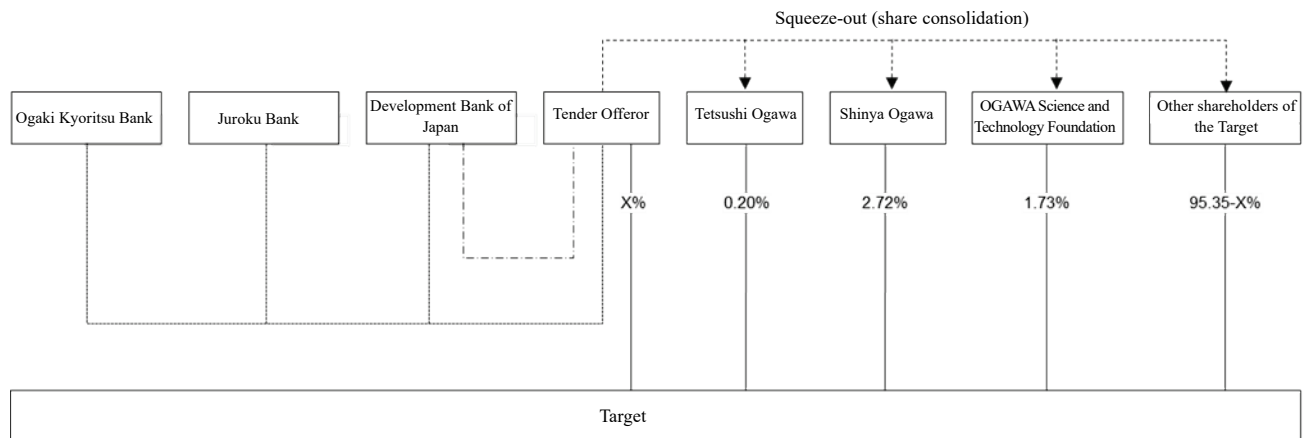 Squeeze-out (share consolidation)
Ogaki Kyoritsu Bank
Juroku Bank
Development Bank of
Japan
Tender Offeror
Tetsushi Ogawa
Shinya Ogawa
OGAWA Science and
Technology Foundation
Other shareholders of
the Target
X%
0.20%
2.72%
1.73%
95.35-X%
Target